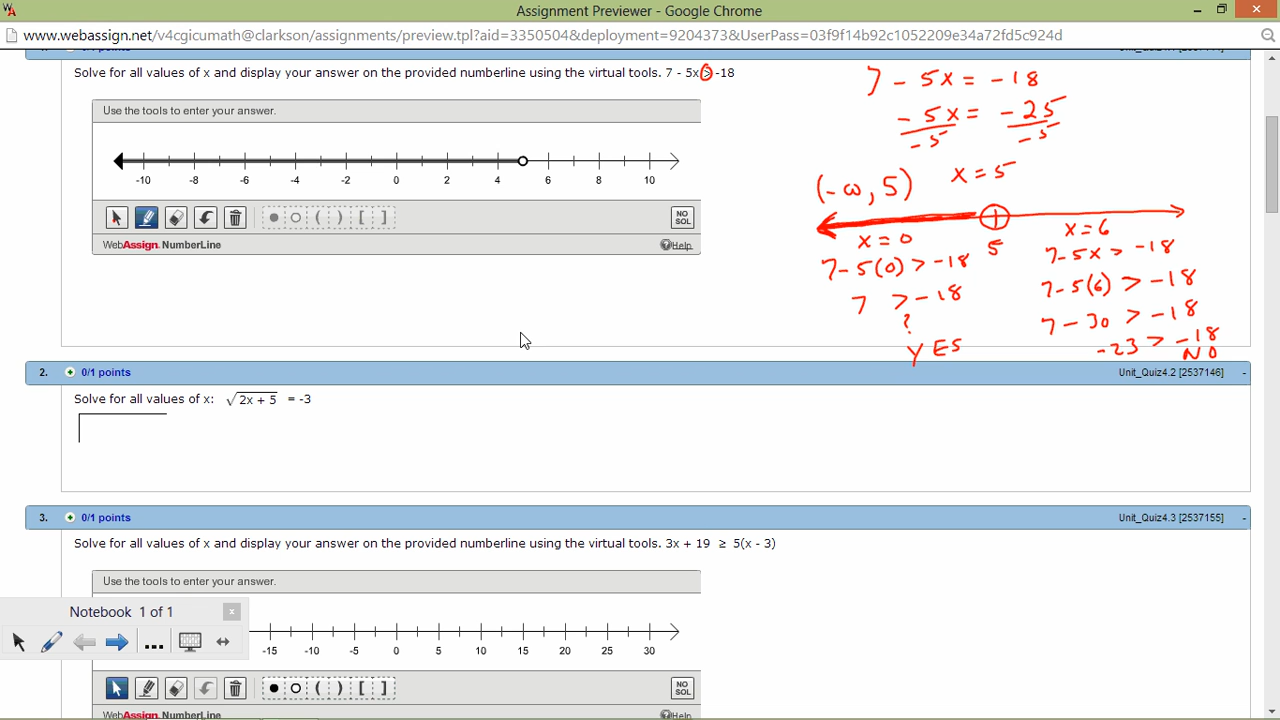 Assignment Previewer - Google Chrome
www.webassign.net/v4cgicumath@clarkson/assignments/preview.tpl?aid=3350504&deployment=9204373&UserPass=03f9f14b92c1052209e34a72fd5c934d
Solve for all values of x and display your answer on the provided numberline using the virtual tools. 7 - 5x > -18
Use the tools to enter your answer.
-10 -8 -6 -4 -2 0 2 4 6 8 10
( ) [ ] NO SOL
WebAssign. NumberLine Help
7 - 5x = -18
-5x = -25
-5 -5
x = 5
(-∞, 5)
5
x = 0
7-5(0) > -18
7 > -18
?
YES
x = 6
7-5x > -18
7-5(6) > -18
7 - 30 > -18
-23 > -18
NO
2. 0/1 points Unit_Quiz4.2 [2537146] -
Solve for all values of x: √2x + 5 = -3
3. 0/1 points Unit_Quiz4.3 [2537155] -
Solve for all values of x and display your answer on the provided numberline using the virtual tools. 3x + 19 ≥ 5(x - 3)
Use the tools to enter your answer.
Notebook 1 of 1 x
...
-15 -10 -5 0 5 10 15 20 25 30
( ) [ ] NO SOL
WebAssign. NumberLine Help